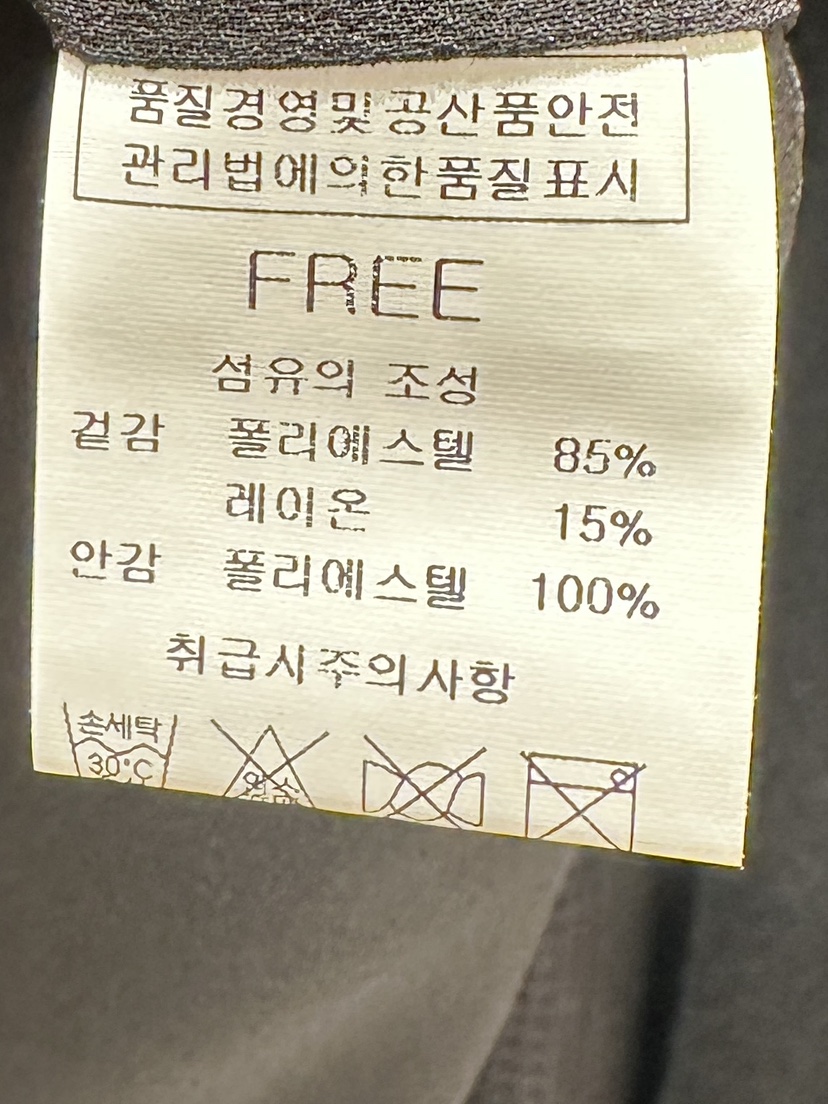 품질경영및공산품안전
관리법에의한품질표시
FREE
섬유의 조성
겉감 폴리에스텔 85%
레이온 15%
안감 폴리에스텔 100%
취급시주의사항
손세탁
30°C